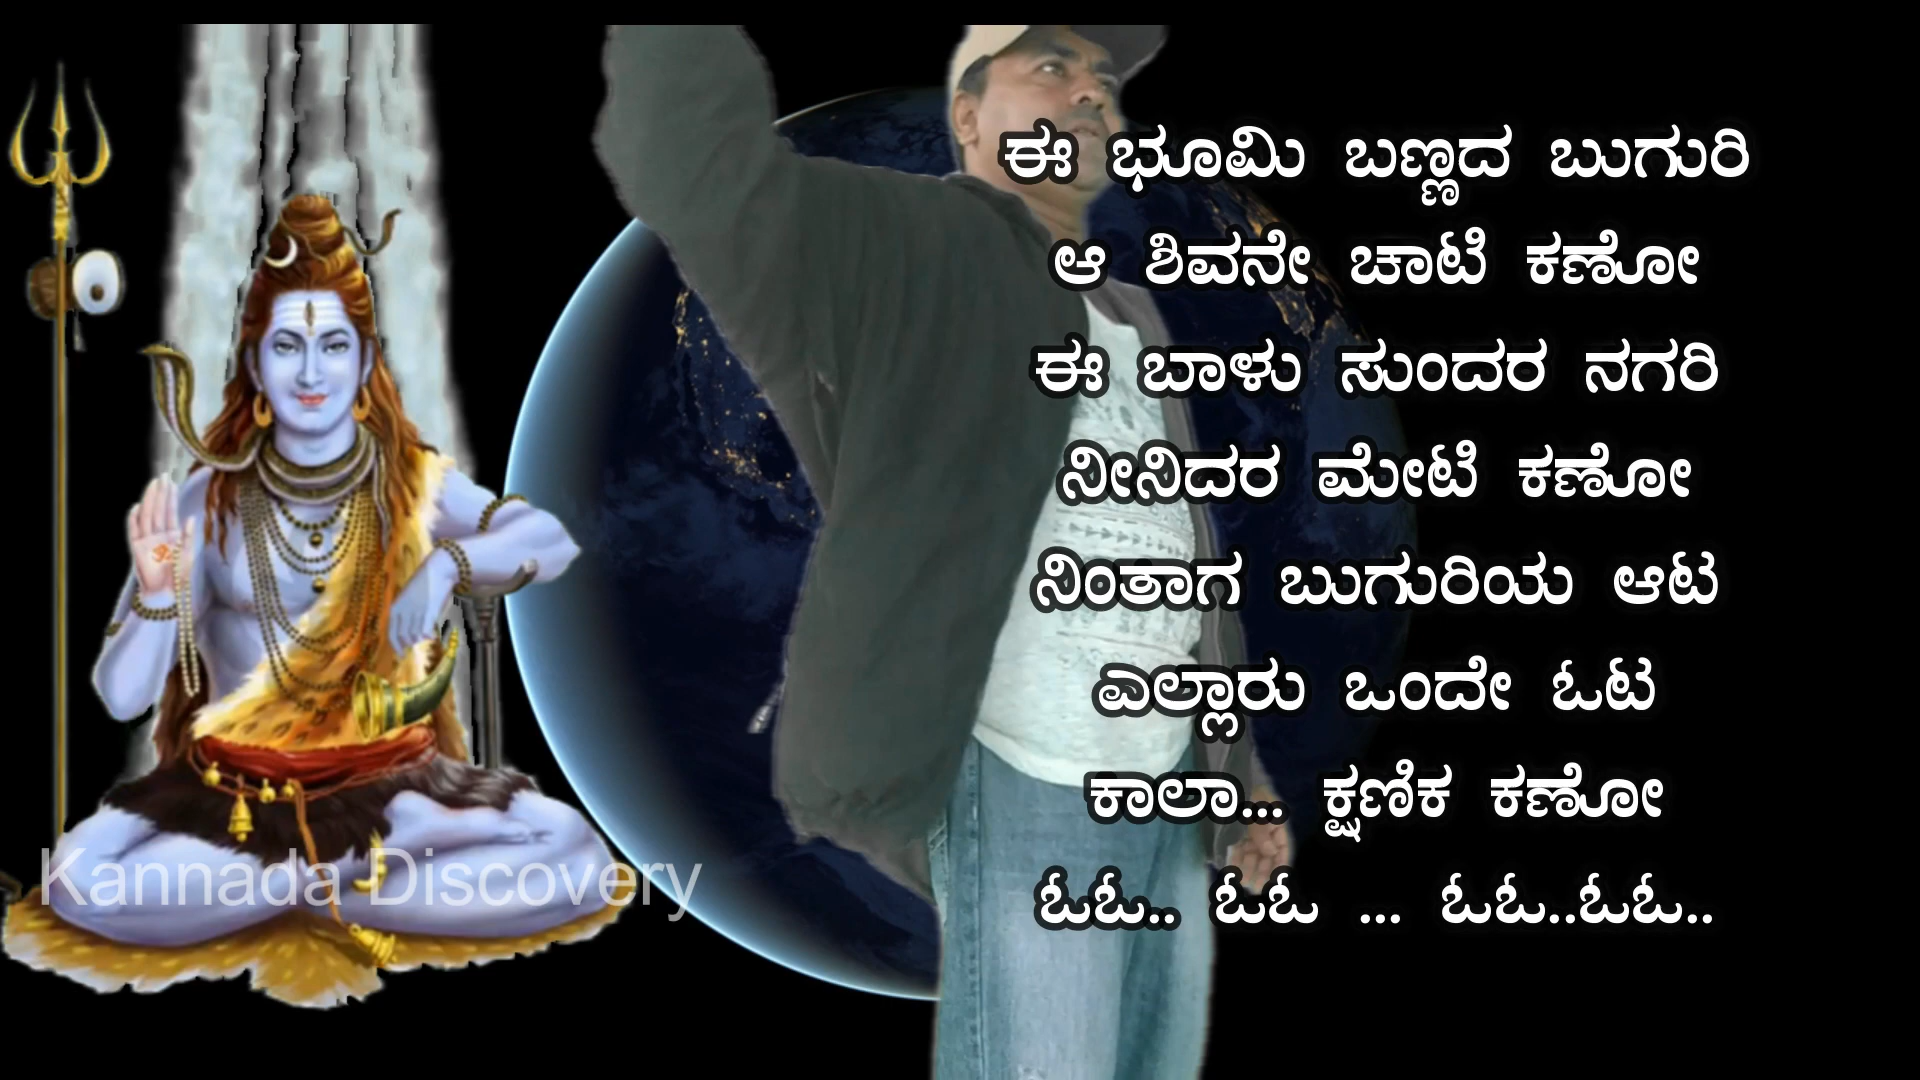 ಈ ಭೂಮಿ ಬಣ್ಣದ ಬುಗುರಿ
ಆ ಶಿವನೇ ಚಾಟಿ ಕಣೋ
ಈ ಬಾಳು ಸುಂದರ ನಗರಿ
ನೀನಿದರ ಮೇಟಿ ಕಣೋ
ನಿಂತಾಗ ಬುಗುರಿಯ ಆಟ
ಎಲ್ಲಾರು ಒಂದೇ ಓಟ
ಕಾಲಾ... ಕ್ಷಣಿಕ ಕಣೋ
ಓಓ.. ಓಓ ... ಓಓ..ಓಓ..
Kannada Discovery